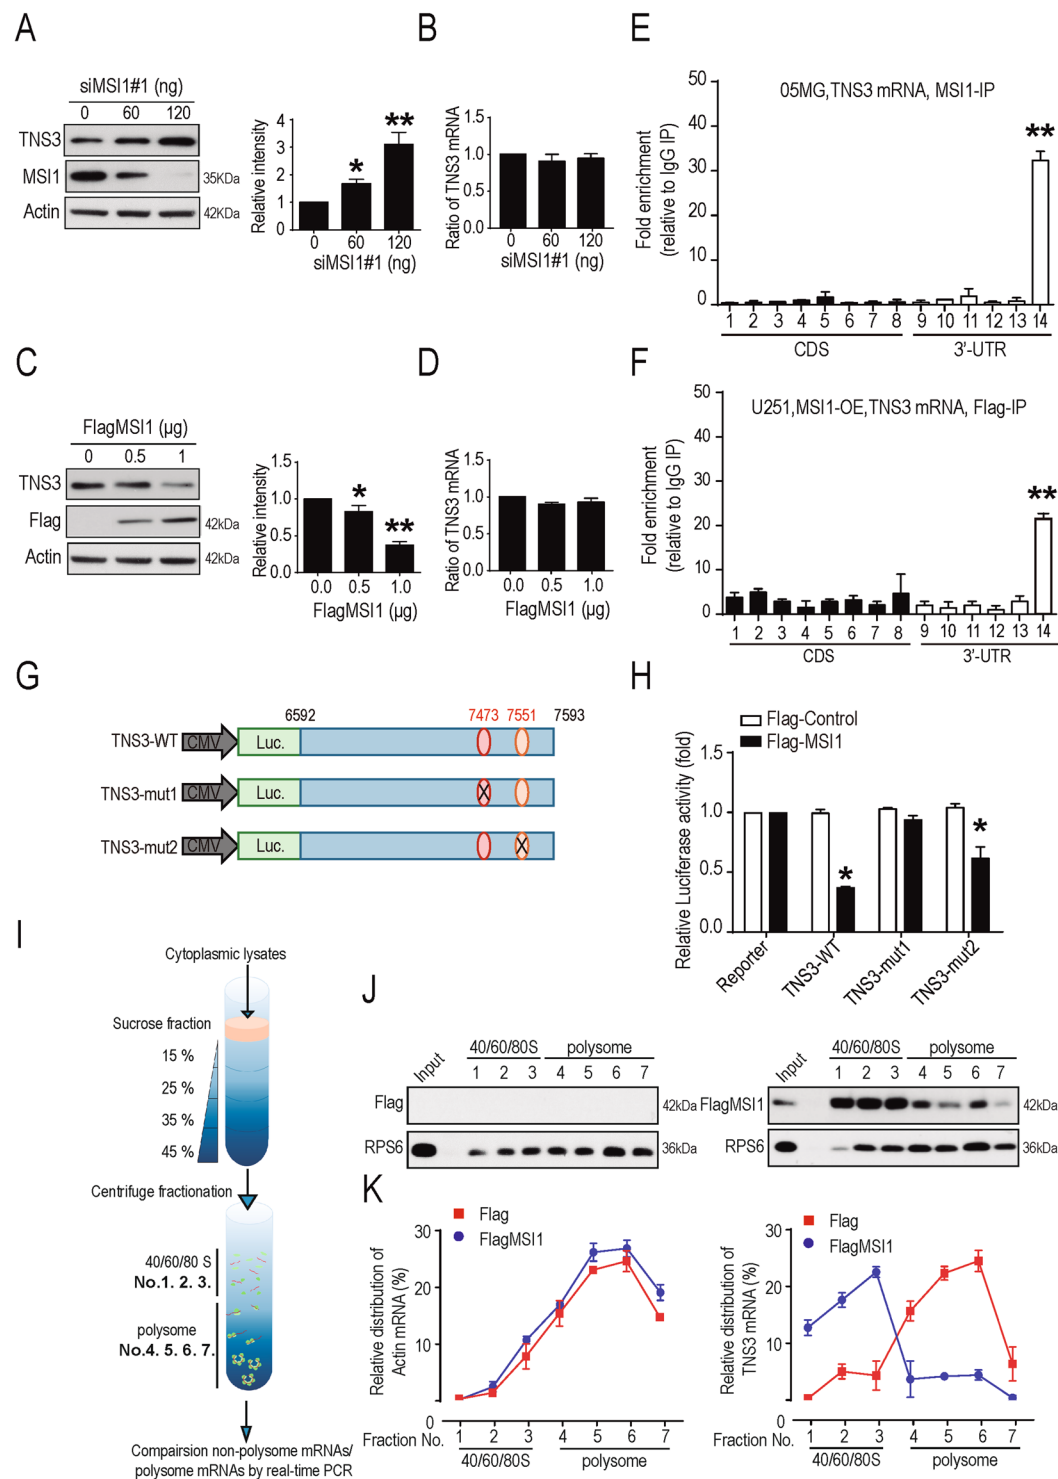 A
siMSI1#1 (ng)
0 60 120
TNS3
MSI1 35KDa
Actin 42KDa
Relative intensity
4
3
2
1
0
* **
0 60 120
siMSI1#1 (ng)
B
Ratio of TNS3 mRNA
1.5
1.0
0.5
0.0
0 60 120
siMSI1#1 (ng)
E
05MG,TNS3 mRNA, MSI1-IP
Fold enrichment
(relative to IgG IP)
50
40
30
20
10
0
**
1 2 3 4 5 6 7 8 9 10 11 12 13 14
CDS 3'-UTR
C
FlagMSI1 (µg)
0 0.5 1
TNS3
Flag 42kDa
Actin 42kDa
Relative intensity
1.5
1.0
0.5
0.0
* **
0.0 0.5 1.0
FlagMSI1 (µg)
D
Ratio of TNS3 mRNA
1.5
1.0
0.5
0.0
0.0 0.5 1.0
FlagMSI1 (µg)
F
U251,MSI1-OE,TNS3 mRNA, Flag-IP
Fold enrichment
(relative to IgG IP)
50
40
30
20
10
0
**
1 2 3 4 5 6 7 8 9 10 11 12 13 14
CDS 3'-UTR
G
6592 7473 7551 7593
TNS3-WT CMV Luc.
TNS3-mut1 CMV Luc. X
TNS3-mut2 CMV Luc. X
H
Flag-Control
Flag-MSI1
Relative Luciferase activity (fold)
1.5
1.0
0.5
0.0
* *
Reporter TNS3-WT TNS3-mut1 TNS3-mut2
I
Cytoplasmic lysates
Sucrose fraction
15 %
25 %
35 %
45 %
Centrifuge fractionation
40/60/80 S
No.1. 2. 3.
polysome
No.4. 5. 6. 7.
Compairsion non-polysome mRNAs/
polysome mRNAs by real-time PCR
J
Input 40/60/80S polysome
1 2 3 4 5 6 7
Flag 42kDa
RPS6 36kDa
Input 40/60/80S polysome
1 2 3 4 5 6 7
FlagMSI1 42kDa
RPS6 36kDa
K
Flag
FlagMSI1
Relative distribution of
Actin mRNA (%)
30
20
10
0
Fraction No. 1 2 3 4 5 6 7
40/60/80S polysome
Flag
FlagMSI1
Relative distribution of
TNS3 mRNA (%)
30
20
10
0
Fraction No. 1 2 3 4 5 6 7
40/60/80S polysome